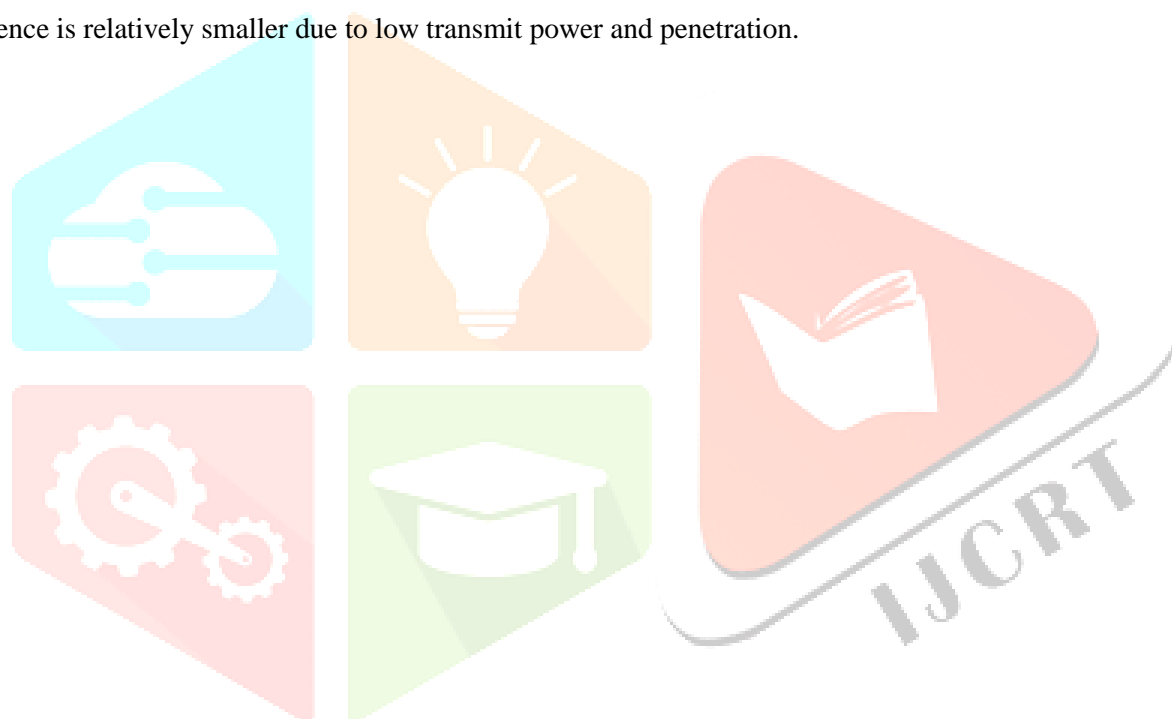 ence is relatively smaller due to low transmit power and penetration.
IJCRT